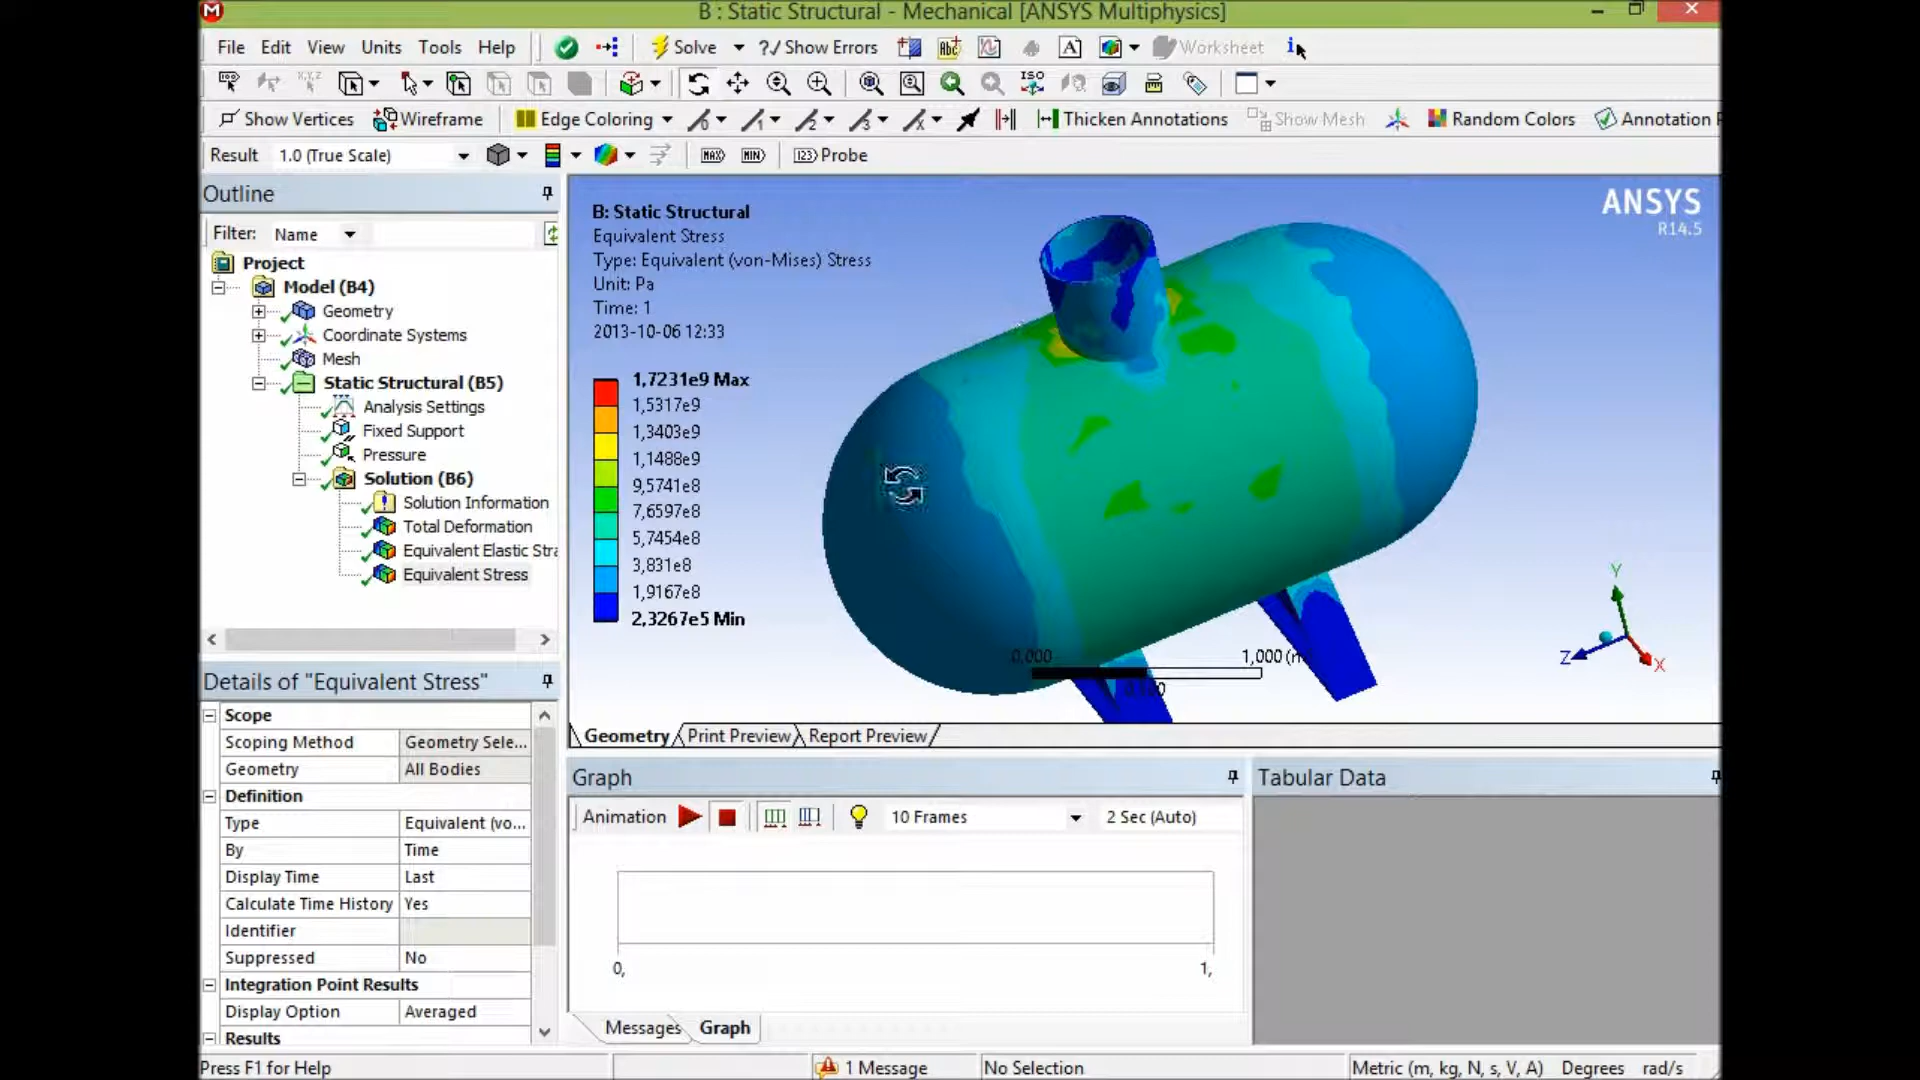 B : Static Structural - Mechanical [ANSYS Multiphysics]
File Edit View Units Tools Help Solve ?/ Show Errors Worksheet
ISO
Show Vertices Wireframe Edge Coloring Thicken Annotations Show Mesh Random Colors Annotation
Result 1.0 (True Scale) MAX MIN 123 Probe
Outline
Filter: Name
Project
Model (B4)
Geometry
Coordinate Systems
Mesh
Static Structural (B5)
Analysis Settings
Fixed Support
Pressure
Solution (B6)
Solution Information
Total Deformation
Equivalent Elastic Stra
Equivalent Stress
B: Static Structural
Equivalent Stress
Type: Equivalent (von-Mises) Stress
Unit: Pa
Time: 1
2013-10-06 12:33
1,7231e9 Max
1,5317e9
1,3403e9
1,1488e9
9,5741e8
7,6597e8
5,7454e8
3,831e8
1,9167e8
2,3267e5 Min
ANSYS
R14.5
0,000 1,000 (m
Y
Z
X
Geometry Print Preview Report Preview
Details of "Equivalent Stress"
Scope
Scoping Method Geometry Sele...
Geometry All Bodies
Definition
Type Equivalent (vo...
By Time
Display Time Last
Calculate Time History Yes
Identifier
Suppressed No
Integration Point Results
Display Option Averaged
Results
Graph
Animation 10 Frames 2 Sec (Auto)
0, 1,
Messages Graph
Tabular Data
Press F1 for Help 1 Message No Selection Metric (m, kg, N, s, V, A) Degrees rad/s